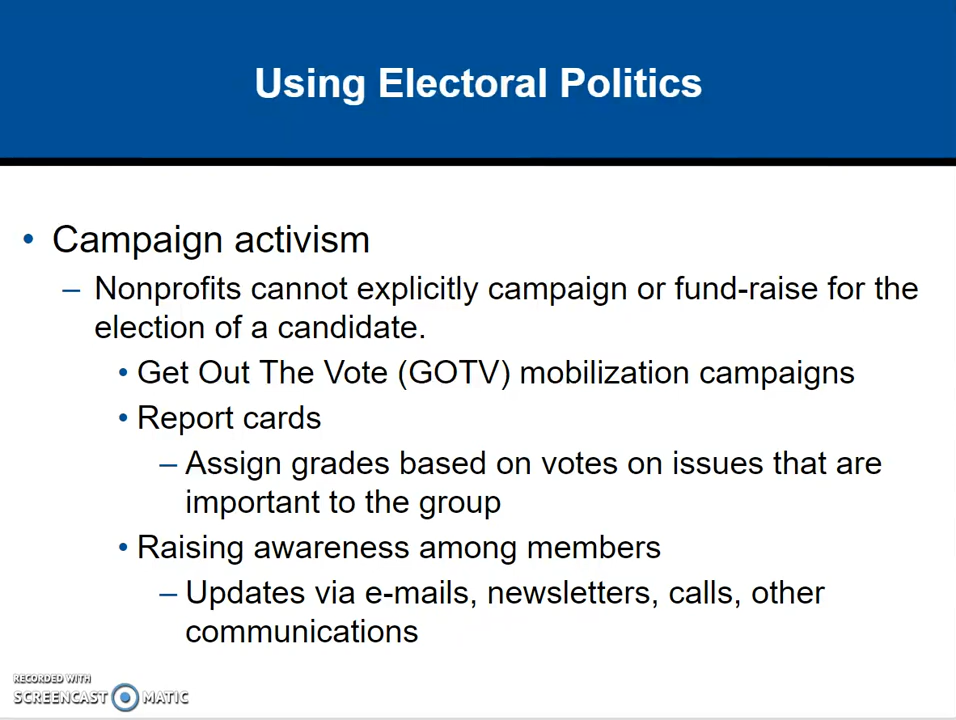 Using Electoral Politics
• Campaign activism
– Nonprofits cannot explicitly campaign or fund-raise for the
election of a candidate.
• Get Out The Vote (GOTV) mobilization campaigns
• Report cards
– Assign grades based on votes on issues that are
important to the group
• Raising awareness among members
– Updates via e-mails, newsletters, calls, other
communications
RECORDED WITH
SCREENCAST MATIC